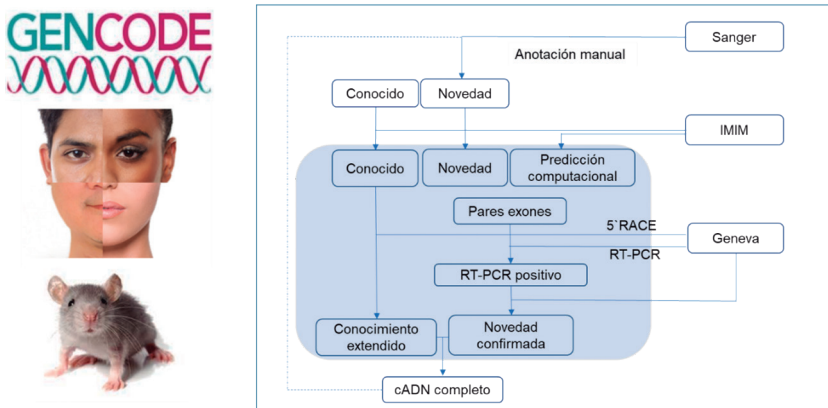 GENCODE
Sanger
Anotación manual
Conocido
Novedad
IMIM
Conocido
Novedad
Predicción
computacional
Pares exones
5`RACE
Geneva
RT-PCR
RT-PCR positivo
Conocimiento
extendido
Novedad
confirmada
cADN completo